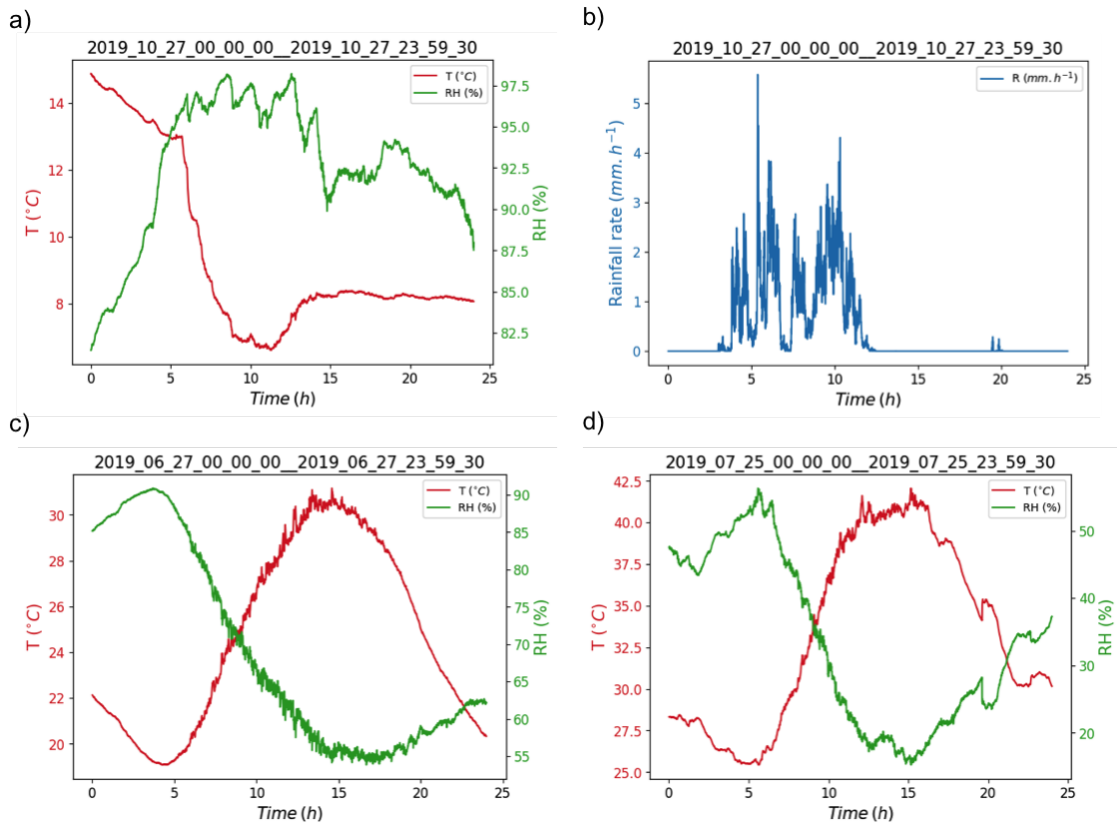 a)
2019_10_27_00_00_00__2019_10_27_23_59_30
T (°C)
RH (%)
14
12
10
8
T (°C)
97.5
95.0
92.5
90.0
87.5
85.0
82.5
RH (%)
0 5 10 15 20 25
Time (h)
b)
2019_10_27_00_00_00__2019_10_27_23_59_30
R (mm. h⁻¹)
5
4
3
2
1
0
Rainfall rate (mm. h⁻¹)
0 5 10 15 20 25
Time (h)
c)
2019_06_27_00_00_00__2019_06_27_23_59_30
T (°C)
RH (%)
30
28
26
24
22
20
T (°C)
90
85
80
75
70
65
60
55
RH (%)
0 5 10 15 20 25
Time (h)
d)
2019_07_25_00_00_00__2019_07_25_23_59_30
T (°C)
RH (%)
42.5
40.0
37.5
35.0
32.5
30.0
27.5
25.0
T (°C)
50
40
30
20
RH (%)
0 5 10 15 20 25
Time (h)